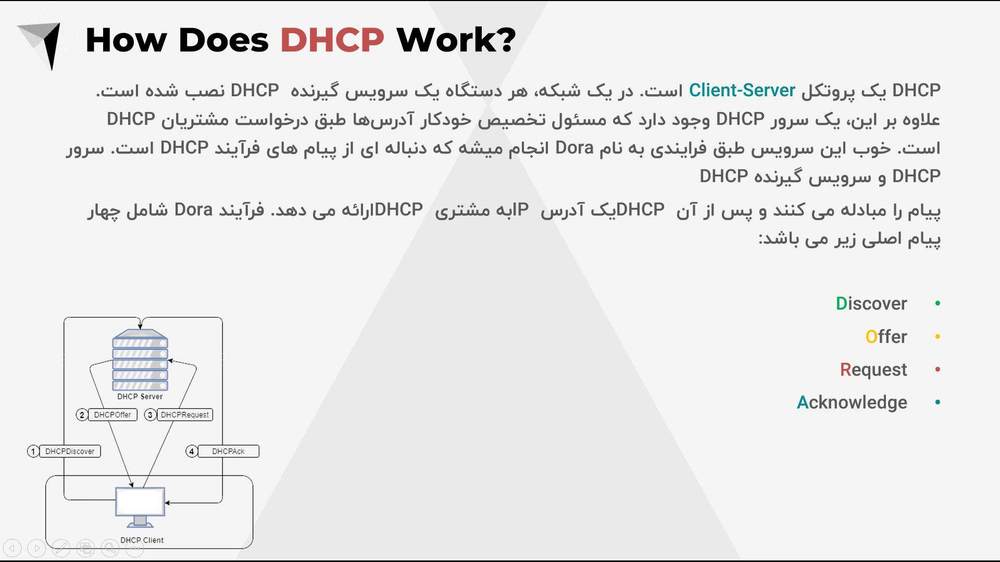 How Does DHCP Work?
DHCP یک پروتکل Client-Server است. در یک شبکه، هر دستگاه یک سرویس گیرنده DHCP نصب شده است.
علاوه بر این، یک سرور DHCP وجود دارد که مسئول تخصیص خودکار آدرس‌ها طبق درخواست مشتریان DHCP
است. خوب این سرویس طبق فرایندی به نام Dora انجام میشه که دنباله ای از پیام های فرآیند DHCP است. سرور
DHCP و سرویس گیرنده DHCP
پیام را مبادله می کنند و پس از آن DHCPیک آدرس IPابه مشتری DHCPاارائه می دهد. فرآیند Dora شامل چهار
پیام اصلی زیر می باشد:
• Discover
• Offer
• Request
• Acknowledge
DHCP Server
2 DHCPOffer
3 DHCPRequest
1 DHCPDiscover
4 DHCPAck
DHCP Client